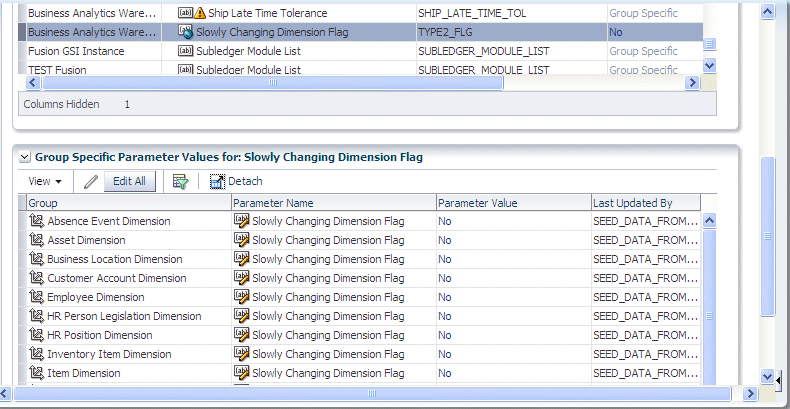 Business Analytics Ware... Ship Late Time Tolerance SHIP_LATE_TIME_TOL Group Specific
Business Analytics Ware... Slowly Changing Dimension Flag TYPE2_FLG No
Fusion GSI Instance Subledger Module List SUBLEDGER_MODULE_LIST Group Specific
TEST Fusion Subledger Module List SUBLEDGER_MODULE_LIST Group Specific
Columns Hidden 1
Group Specific Parameter Values for: Slowly Changing Dimension Flag
View Edit All Detach
Group Parameter Name Parameter Value Last Updated By
Absence Event Dimension Slowly Changing Dimension Flag No SEED_DATA_FROM...
Asset Dimension Slowly Changing Dimension Flag No SEED_DATA_FROM...
Business Location Dimension Slowly Changing Dimension Flag No SEED_DATA_FROM...
Customer Account Dimension Slowly Changing Dimension Flag No SEED_DATA_FROM...
Employee Dimension Slowly Changing Dimension Flag No SEED_DATA_FROM...
HR Person Legislation Dimension Slowly Changing Dimension Flag No SEED_DATA_FROM...
HR Position Dimension Slowly Changing Dimension Flag No SEED_DATA_FROM...
Inventory Item Dimension Slowly Changing Dimension Flag No SEED_DATA_FROM...
Item Dimension Slowly Changing Dimension Flag No SEED_DATA_FROM...